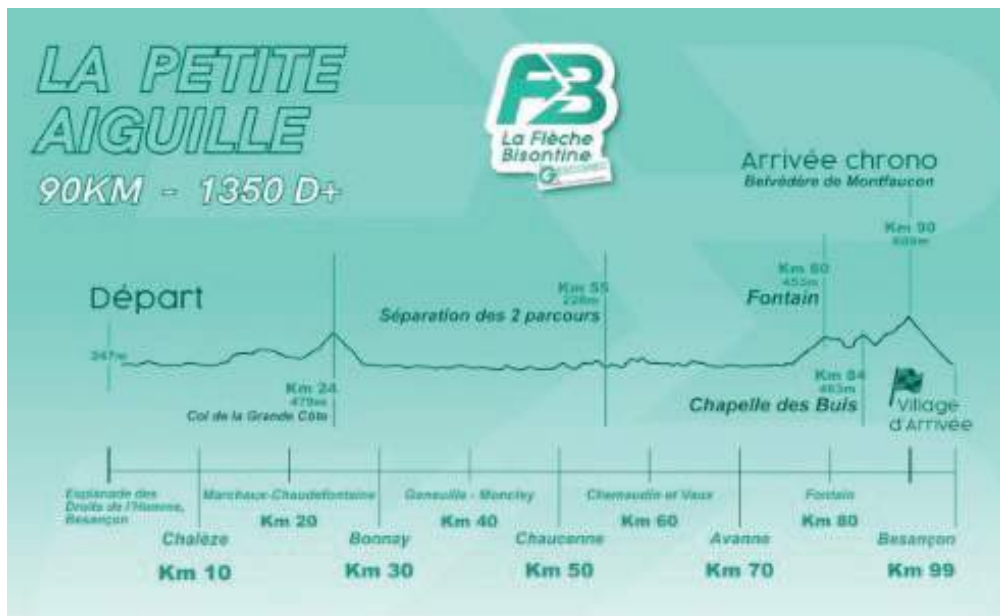 LA PETITE
AIGUILLE
90KM - 1350 D+
FB
La Flèche
Bisontine
Arrivée chrono
Belvédère de Montfaucon
Km 90
Départ
247m
Km 24
479m
Col de la Grande Côte
Km 55
228m
Séparation des 2 parcours
Km 80
453m
Fontain
Km 84
463m
Chapelle des Buis
Village
d'Arrivée
Esplanade des
Droits de l'Homme,
Besançon
Chalèze
Km 10
Marchaux-Chaudefontaine
Km 20
Bonnay
Km 30
Geneuille - Moncley
Km 40
Chaucenne
Km 50
Chemaudin et Vaux
Km 60
Avanne
Km 70
Fontain
Km 80
Besançon
Km 99